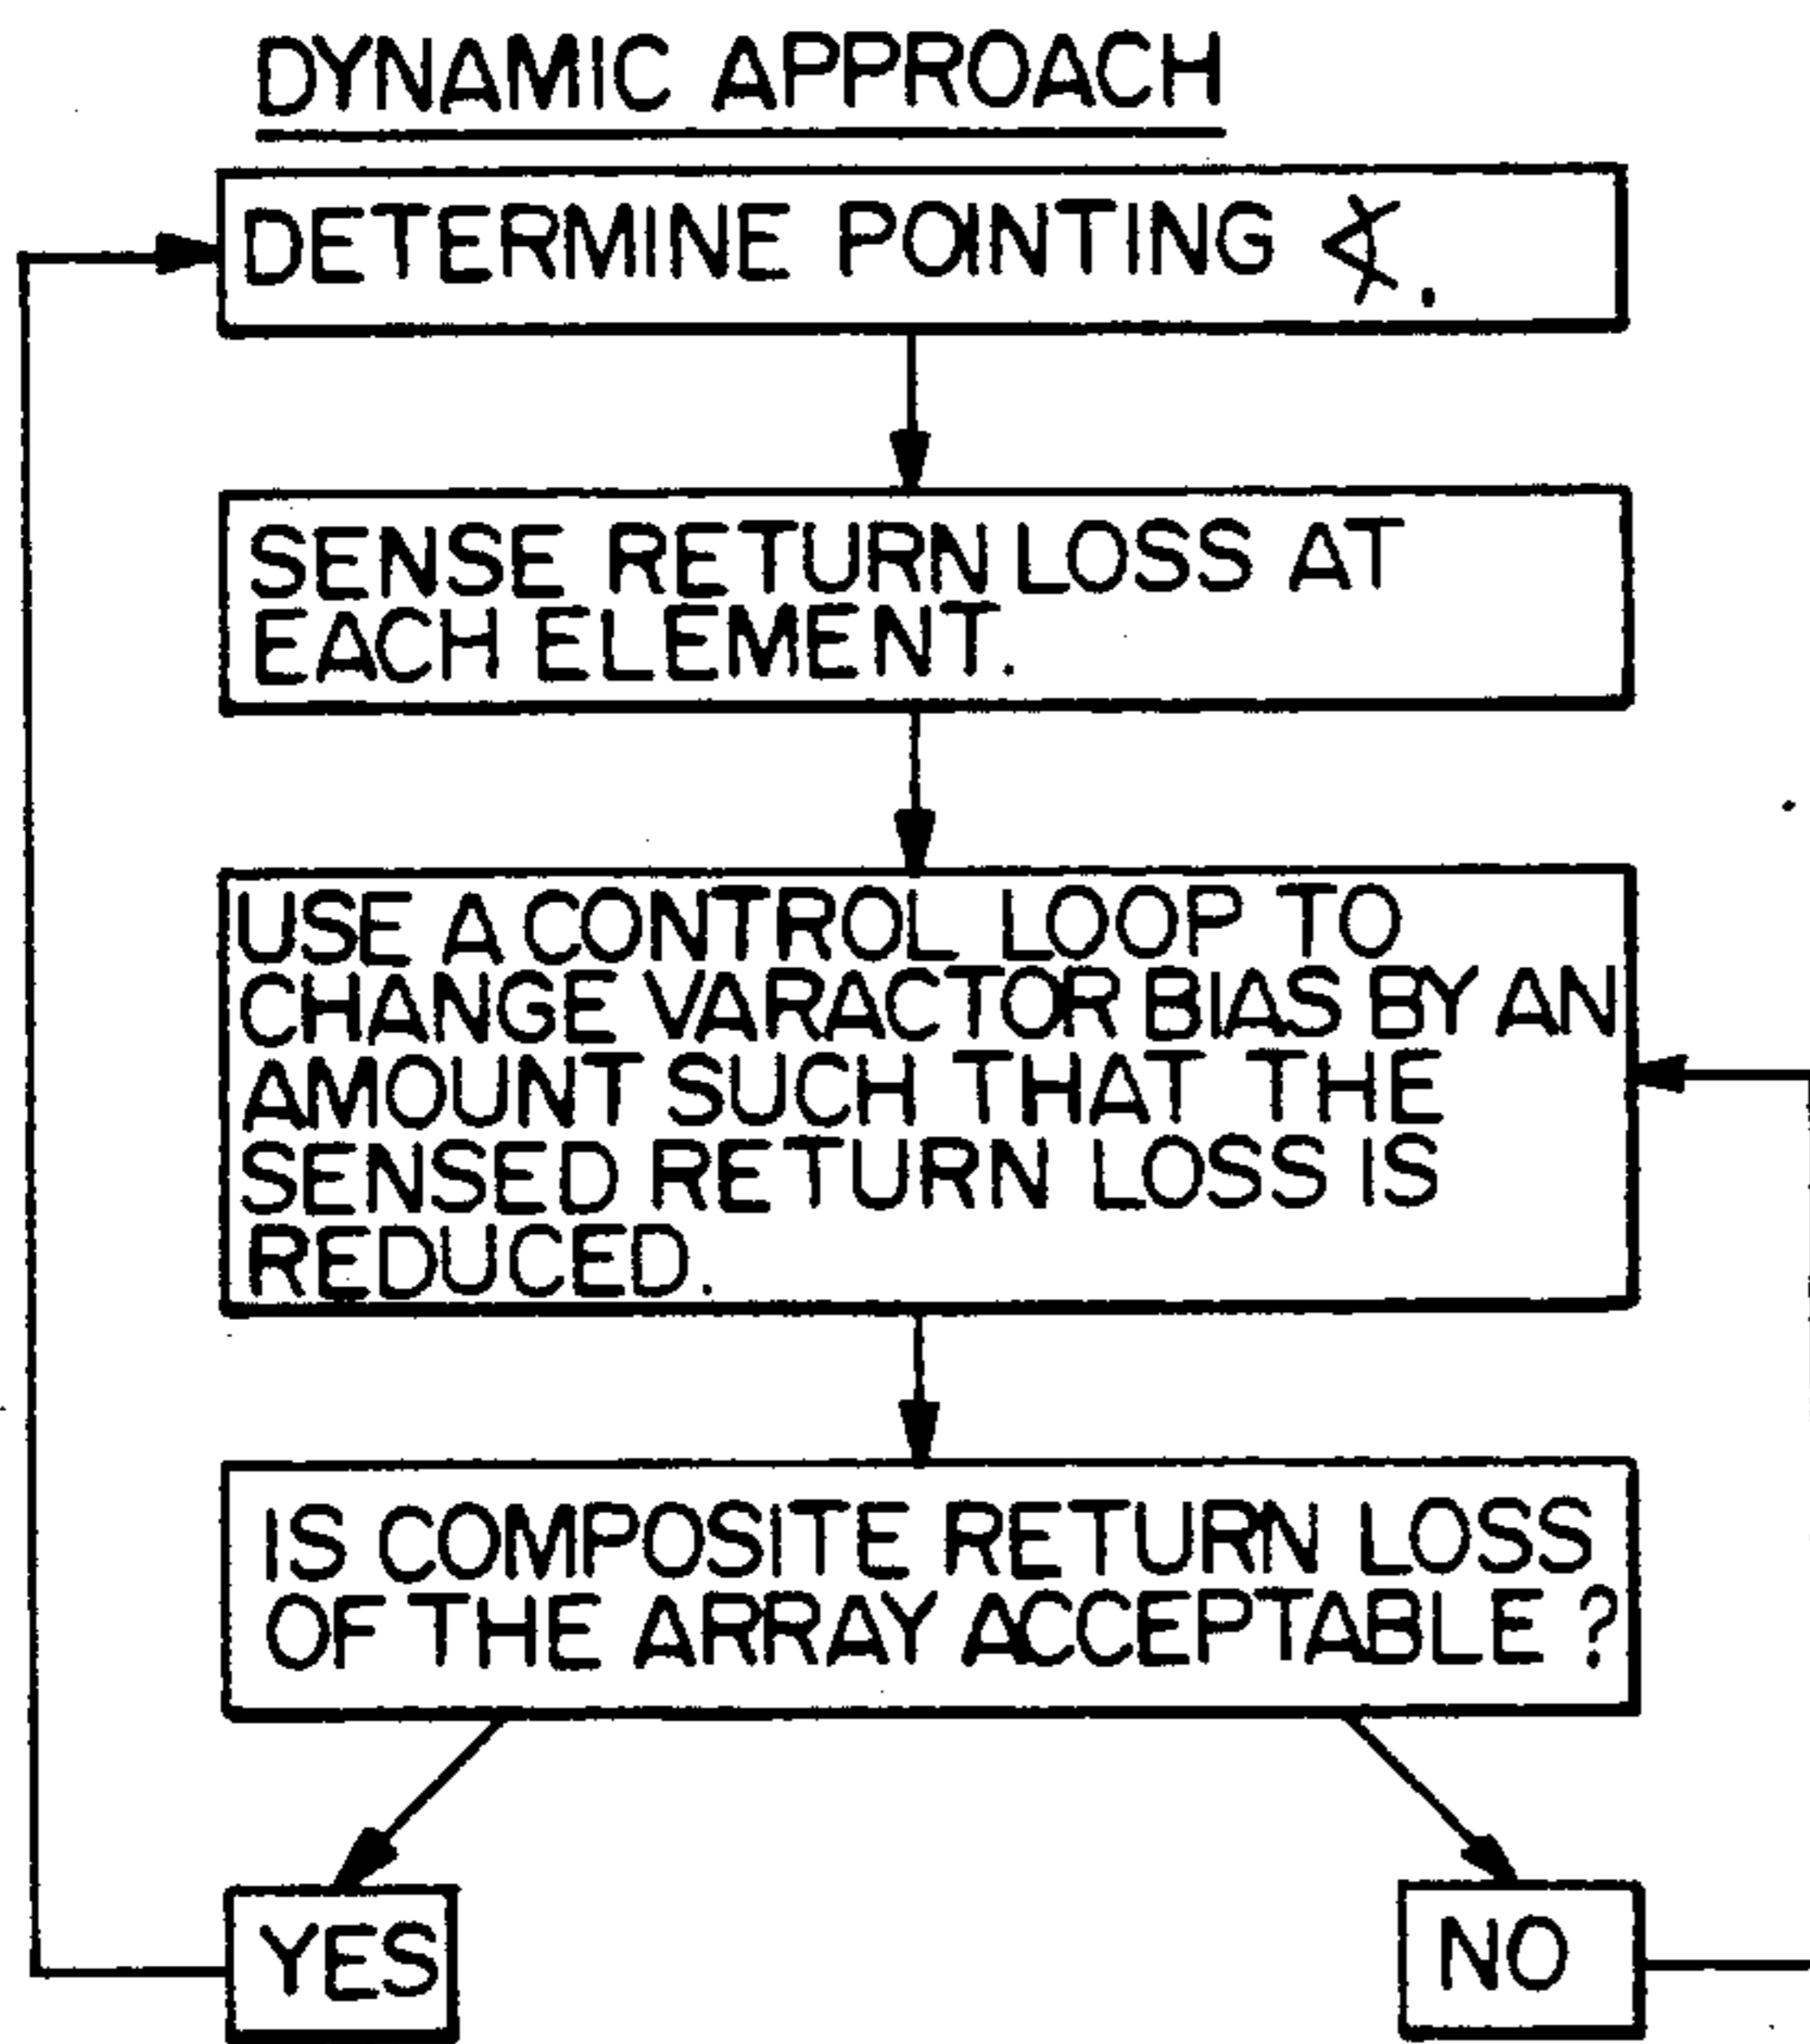 DYNAMIC APPROACH
DETERMINE POINTING ∢.
SENSE RETURN LOSS AT
EACH ELEMENT.
USE A CONTROL LOOP TO
CHANGE VARACTOR BIAS BY AN
AMOUNT SUCH THAT THE
SENSED RETURN LOSS IS
REDUCED.
IS COMPOSITE RETURN LOSS
OF THE ARRAY ACCEPTABLE ?
YES
NO